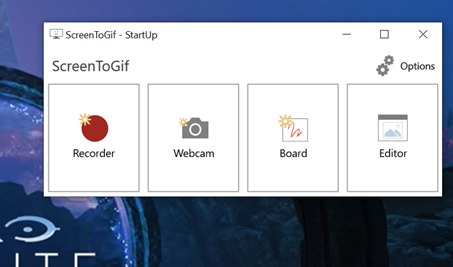 ScreenToGif - StartUp
ScreenToGif
Options
Recorder
Webcam
Board
Editor